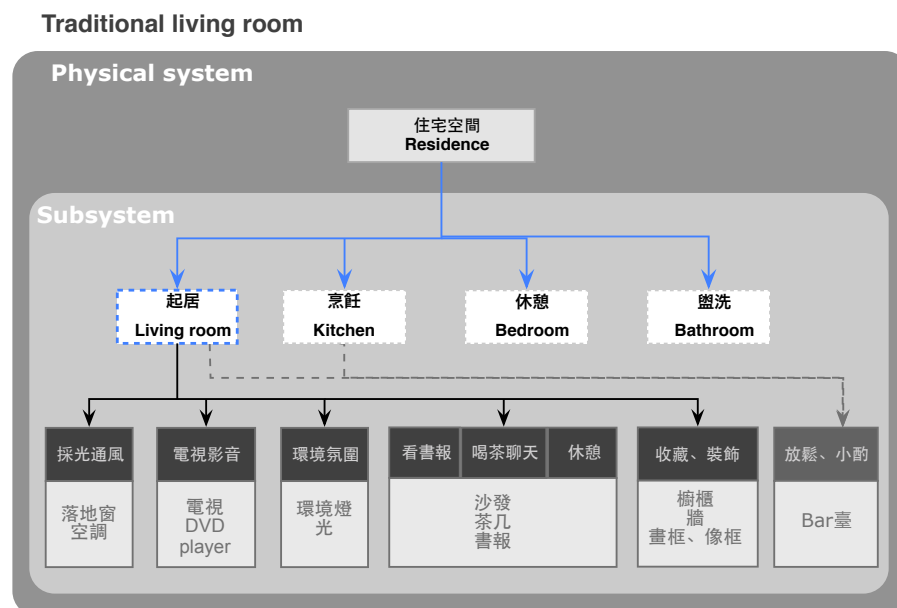 Traditional living room
Physical system
住宅空間
Residence
Subsystem
起居
Living room
烹飪
Kitchen
休憩
Bedroom
盥洗
Bathroom
採光通風
落地窗
空調
電視影音
電視
DVD
player
環境氛圍
環境燈
光
看書報
喝茶聊天
休憩
沙發
茶几
書報
收藏、裝飾
櫥櫃
牆
畫框、像框
放鬆、小酌
Bar臺